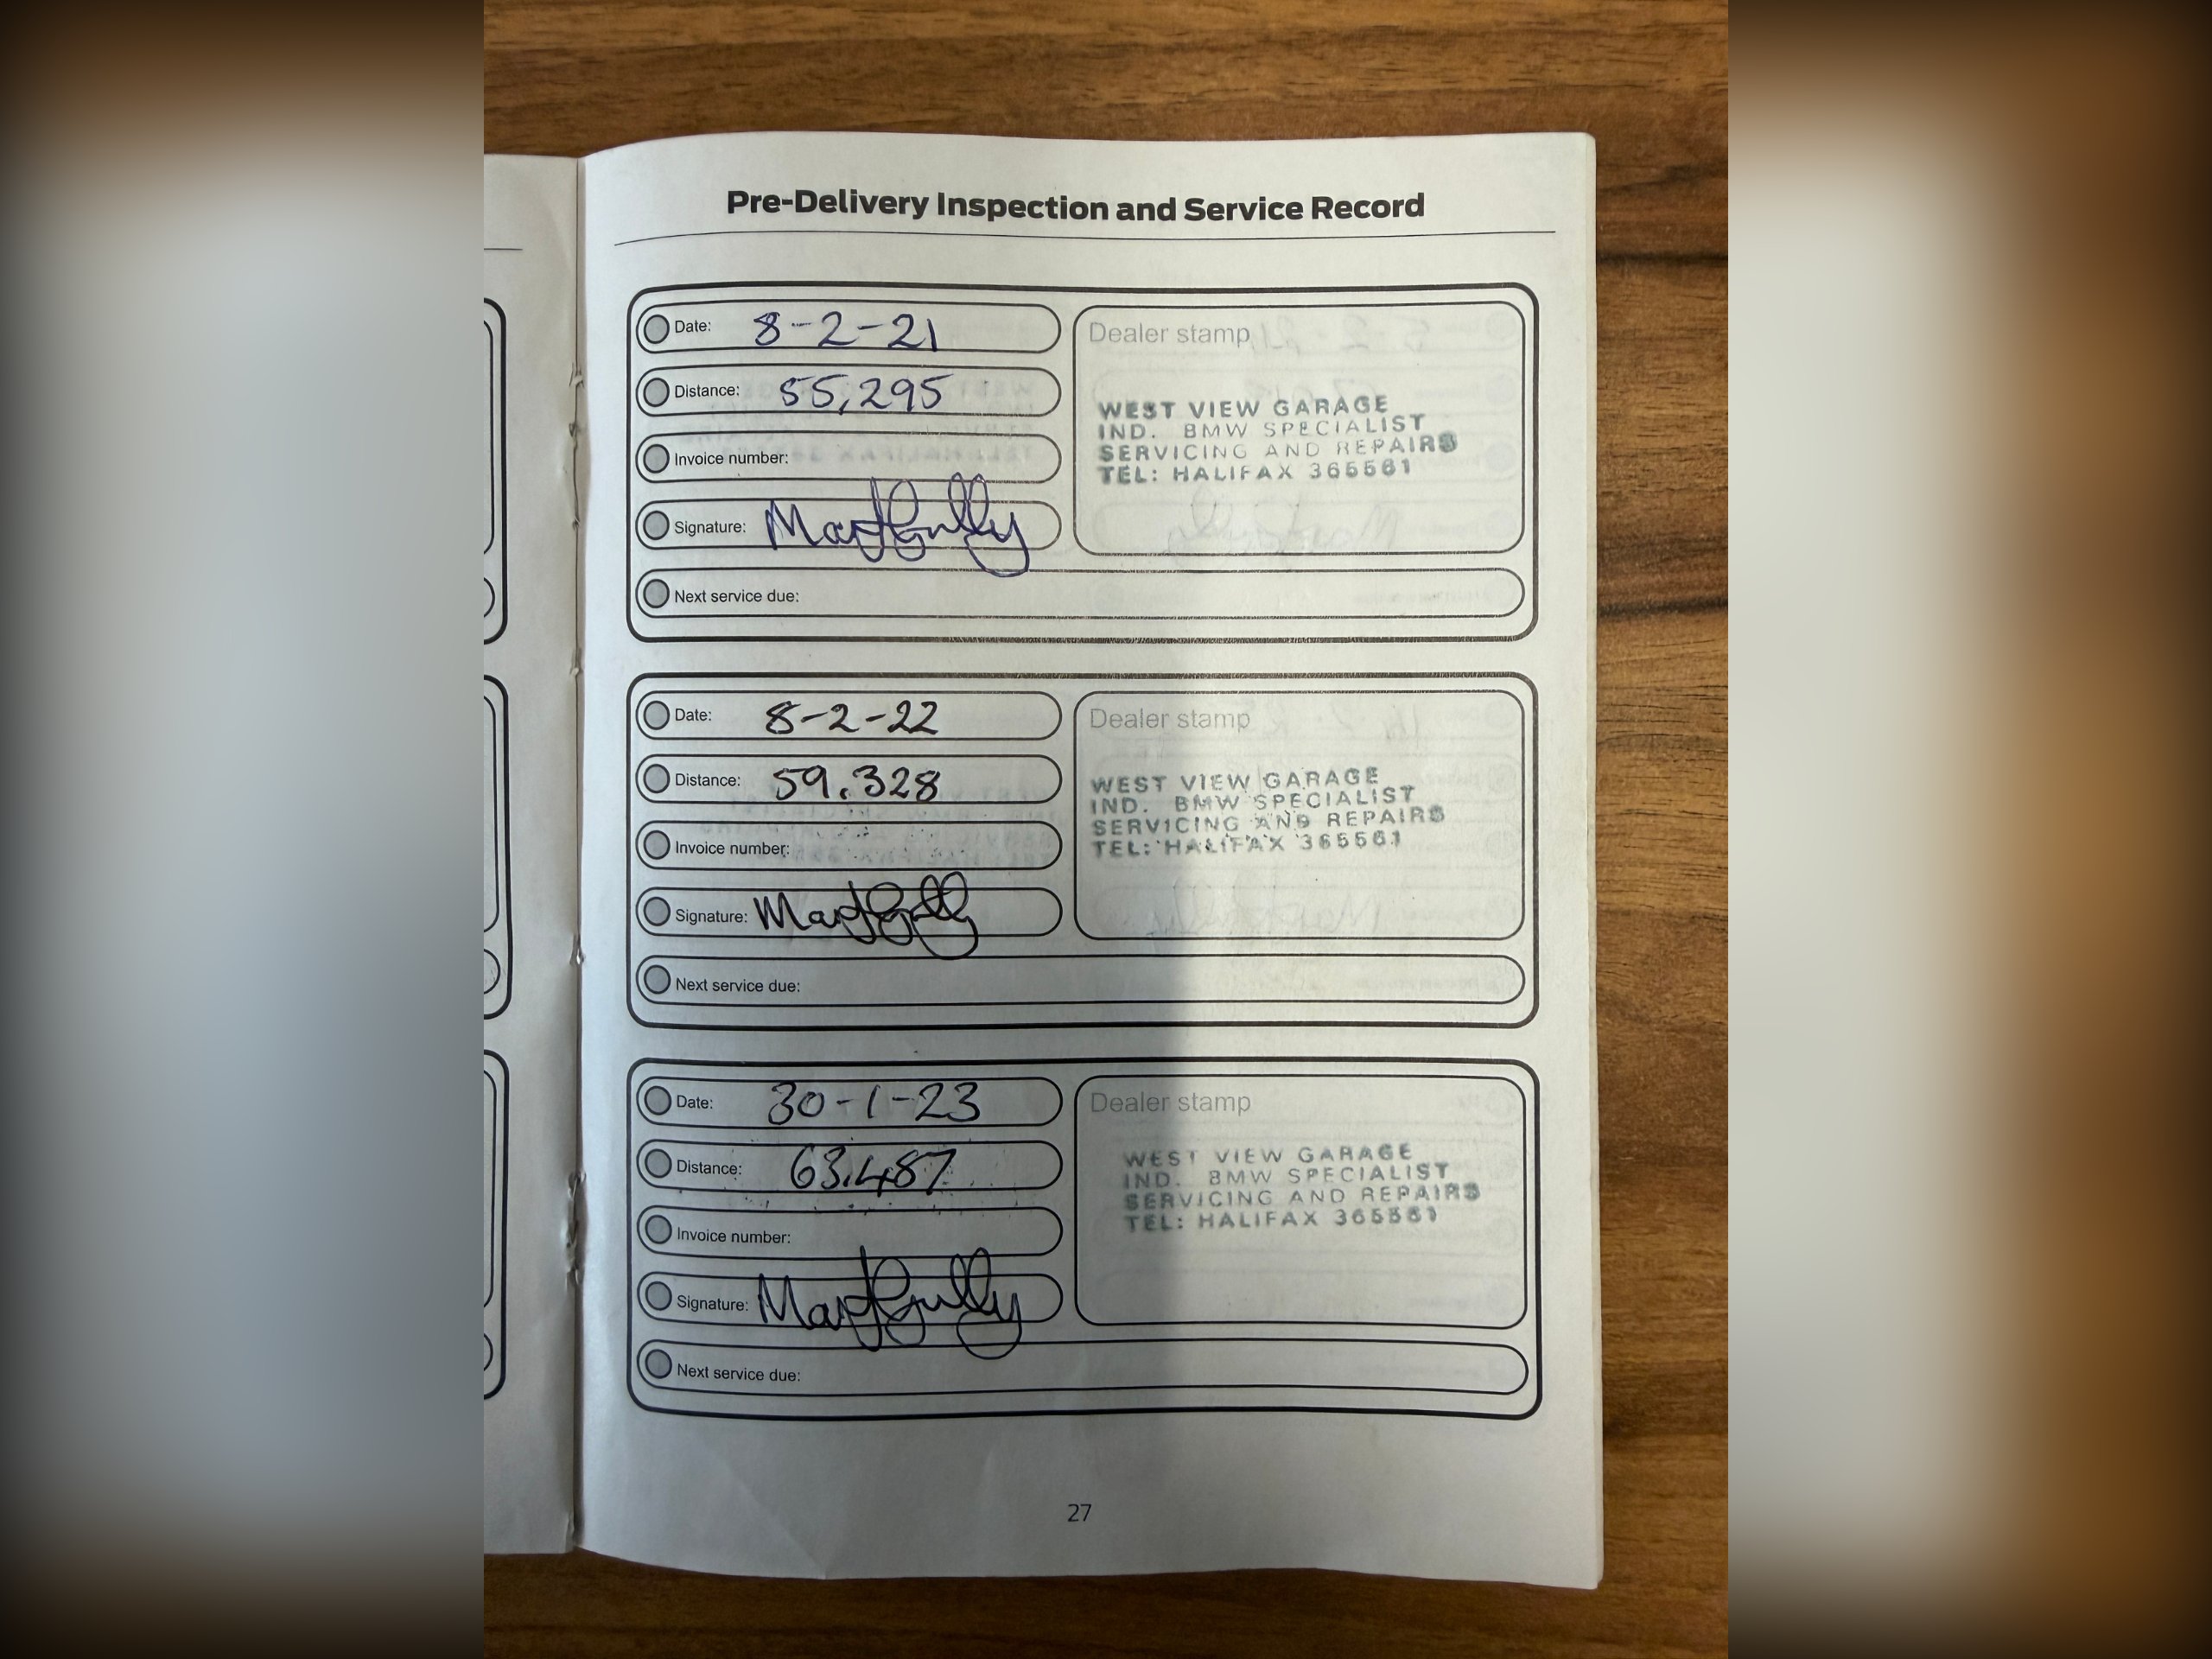 Pre-Delivery Inspection and Service Record
Date: 8-2-21
Distance: 55,295
Invoice number:
Signature:
Next service due:
Dealer stamp
WEST VIEW GARAGE
IND. BMW SPECIALIST
SERVICING AND REPAIRS
TEL: HALIFAX 365561
Date: 8-2-22
Distance: 59.328
Invoice number:
Signature:
Next service due:
Dealer stamp
WEST VIEW GARAGE
IND. BMW SPECIALIST
SERVICING AND REPAIRS
TEL: HALIFAX 365561
Date: 30-1-23
Distance: 63.487
Invoice number:
Signature:
Next service due:
Dealer stamp
WEST VIEW GARAGE
IND. BMW SPECIALIST
SERVICING AND REPAIRS
TEL: HALIFAX 365561
27